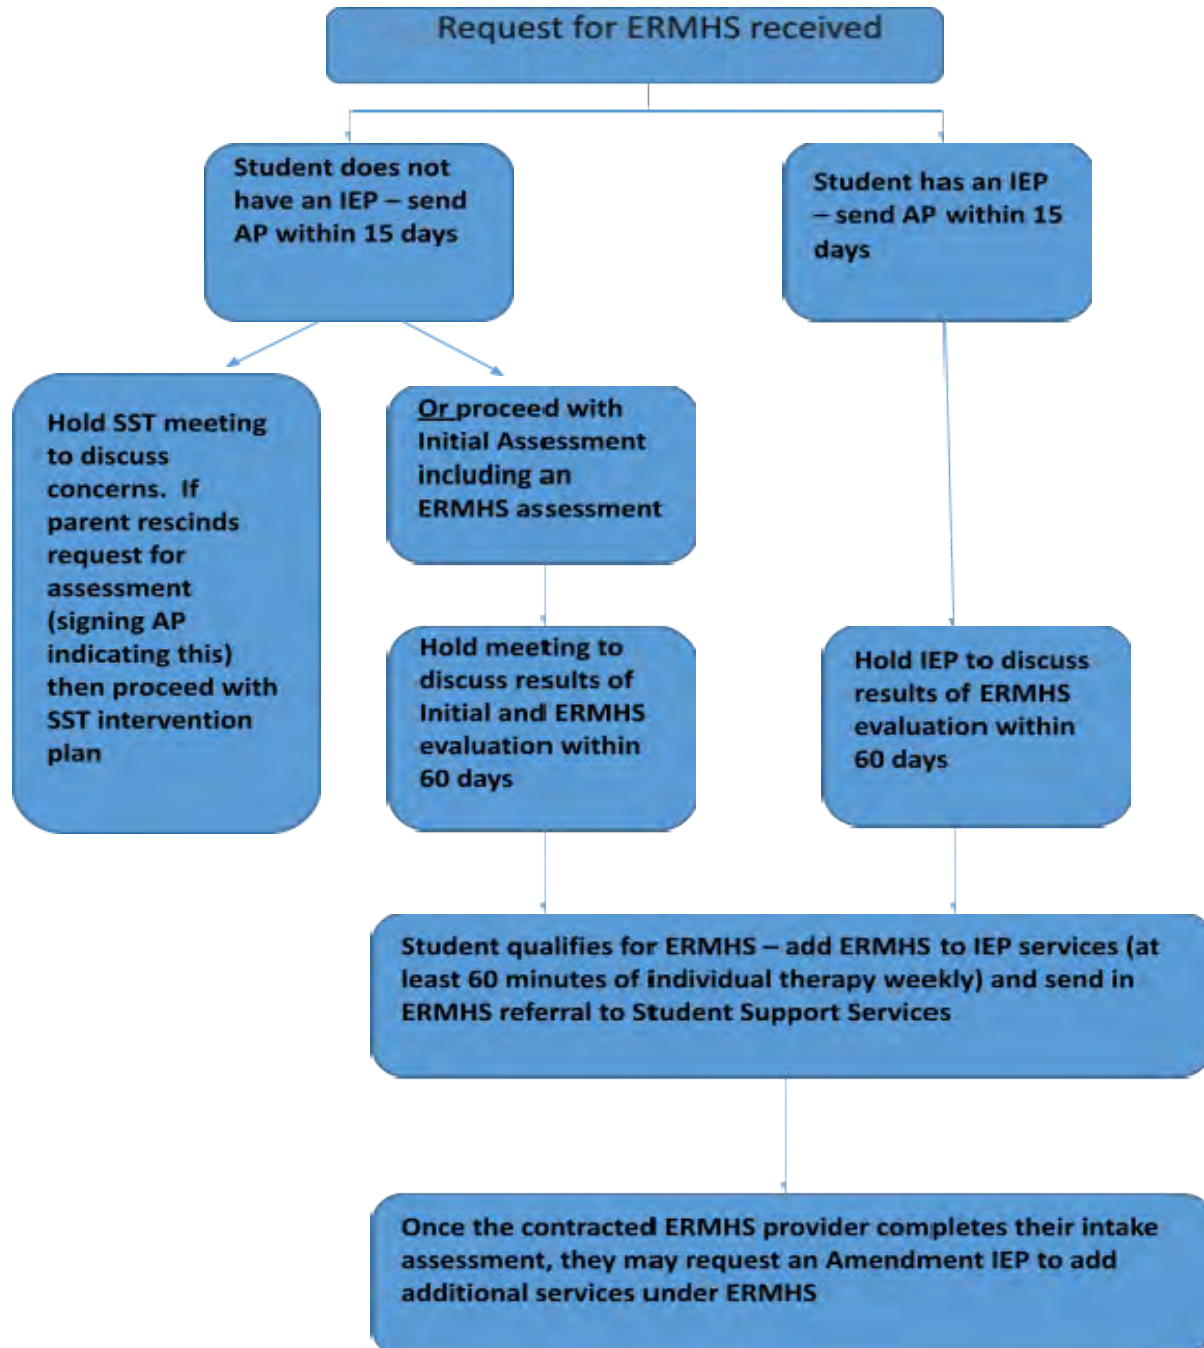 Request for ERMHS received
Student does not
have an IEP – send
AP within 15 days
Student has an IEP
– send AP within 15
days
Hold SST meeting
to discuss
concerns.  If
parent rescinds
request for
assessment
(signing AP
indicating this)
then proceed with
SST intervention
plan
Or proceed with
Initial Assessment
including an
ERMHS assessment
Hold meeting to
discuss results of
Initial and ERMHS
evaluation within
60 days
Hold IEP to discuss
results of ERMHS
evaluation within
60 days
Student qualifies for ERMHS – add ERMHS to IEP services (at
least 60 minutes of individual therapy weekly) and send in
ERMHS referral to Student Support Services
Once the contracted ERMHS provider completes their intake
assessment, they may request an Amendment IEP to add
additional services under ERMHS